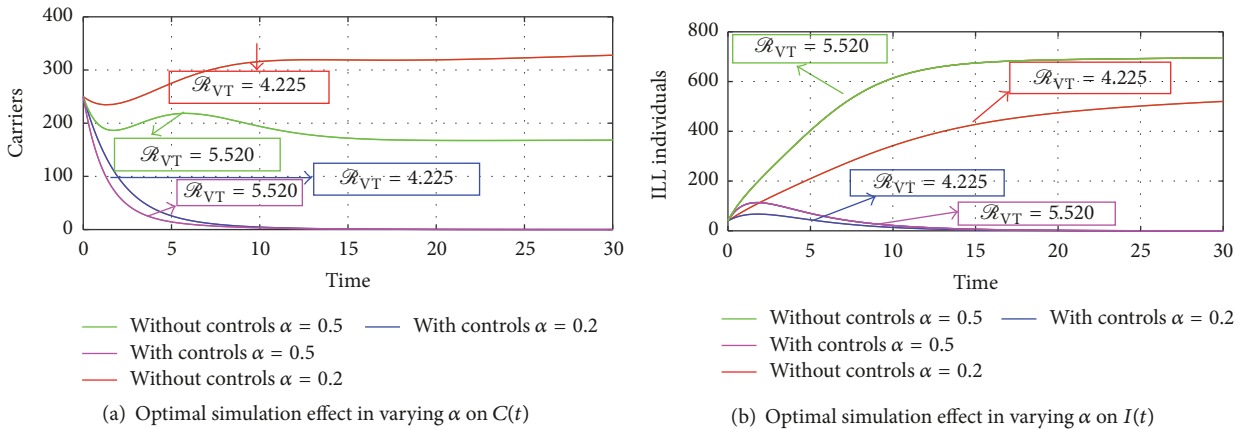 400
300
200
100
0
Carriers
ℛVT = 4.225
ℛVT = 5.520
ℛVT = 4.225
ℛVT = 5.520
0 5 10 15 20 25 30
Time
Without controls α = 0.5
With controls α = 0.2
With controls α = 0.5
Without controls α = 0.2
(a) Optimal simulation effect in varying α on C(t)
800
600
400
200
0
ILL individuals
ℛVT = 5.520
ℛVT = 4.225
ℛVT = 4.225
ℛVT = 5.520
0 5 10 15 20 25 30
Time
Without controls α = 0.5
With controls α = 0.2
With controls α = 0.5
Without controls α = 0.2
(b) Optimal simulation effect in varying α on I(t)